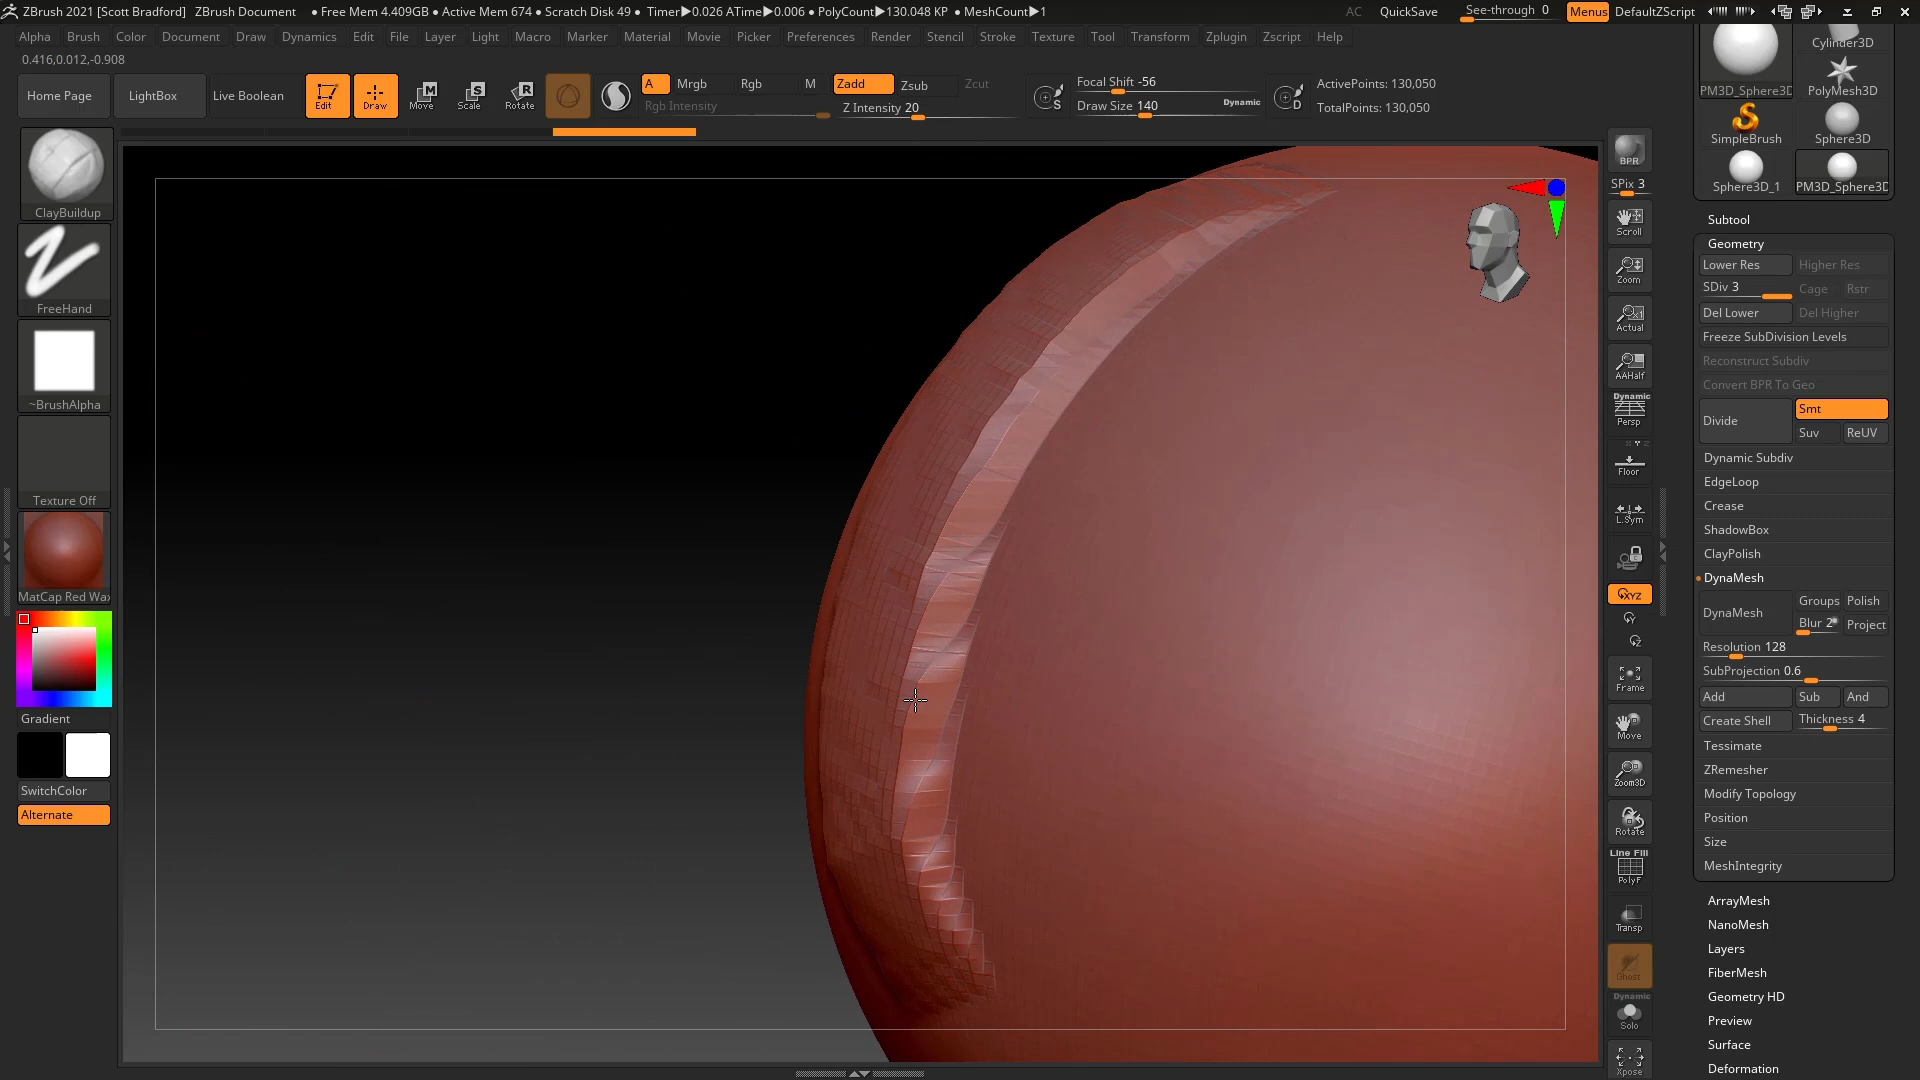 ZBrush 2021 [Scott Bradford] ZBrush Document ● Free Mem 4.409GB ● Active Mem 674 ● Scratch Disk 49 ● Timer▶0.026 ATime▶0.006 ● PolyCount▶130.048 KP ● MeshCount▶1 AC QuickSave See-through 0 Menus DefaultZScript
Alpha Brush Color Document Draw Dynamics Edit File Layer Light Macro Marker Material Movie Picker Preferences Render Stencil Stroke Texture Tool Transform Zplugin Zscript Help
0.416,0.012,-0.908
Home Page LightBox Live Boolean Edit Draw Move Scale Rotate
A Mrgb Rgb M Zadd Zsub Zcut
Rgb Intensity Z Intensity 20
S Focal Shift -56
Draw Size 140 Dynamic
D ActivePoints: 130,050
TotalPoints: 130,050
ClayBuildup
FreeHand
~BrushAlpha
Texture Off
MatCap Red Wax
Gradient
SwitchColor
Alternate
BPR
SPix 3
Scroll
Zoom
Actual
AAHalf
Dynamic
Persp
Floor
L.Sym
XYZ
Y
Z
Frame
Move
Zoom3D
Rotate
Line Fill
PolyF
Transp
Ghost
Dynamic
Solo
Xpose
Cylinder3D
PM3D_Sphere3D PolyMesh3D
SimpleBrush Sphere3D
Sphere3D_1 PM3D_Sphere3D
Subtool
Geometry
Lower Res Higher Res
SDiv 3 Cage Rstr
Del Lower Del Higher
Freeze SubDivision Levels
Reconstruct Subdiv
Convert BPR To Geo
Divide Smt
Suv ReUV
Dynamic Subdiv
EdgeLoop
Crease
ShadowBox
ClayPolish
DynaMesh
DynaMesh Groups Polish
Blur 2 Project
Resolution 128
SubProjection 0.6
Add Sub And
Create Shell Thickness 4
Tessimate
ZRemesher
Modify Topology
Position
Size
MeshIntegrity
ArrayMesh
NanoMesh
Layers
FiberMesh
Geometry HD
Preview
Surface
Deformation